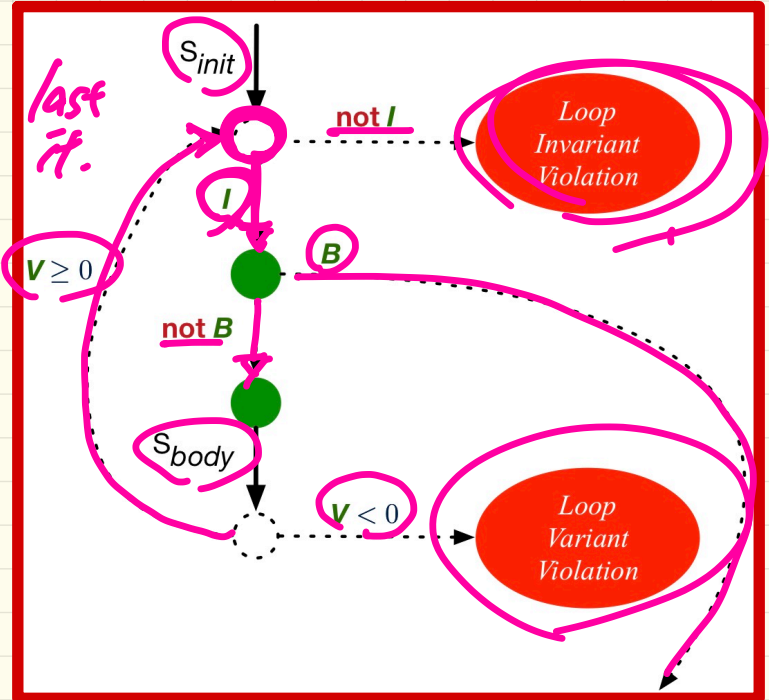 S_init
last
it.
not I
Loop
Invariant
Violation
I
V ≥ 0
B
not B
S_body
V < 0
Loop
Variant
Violation